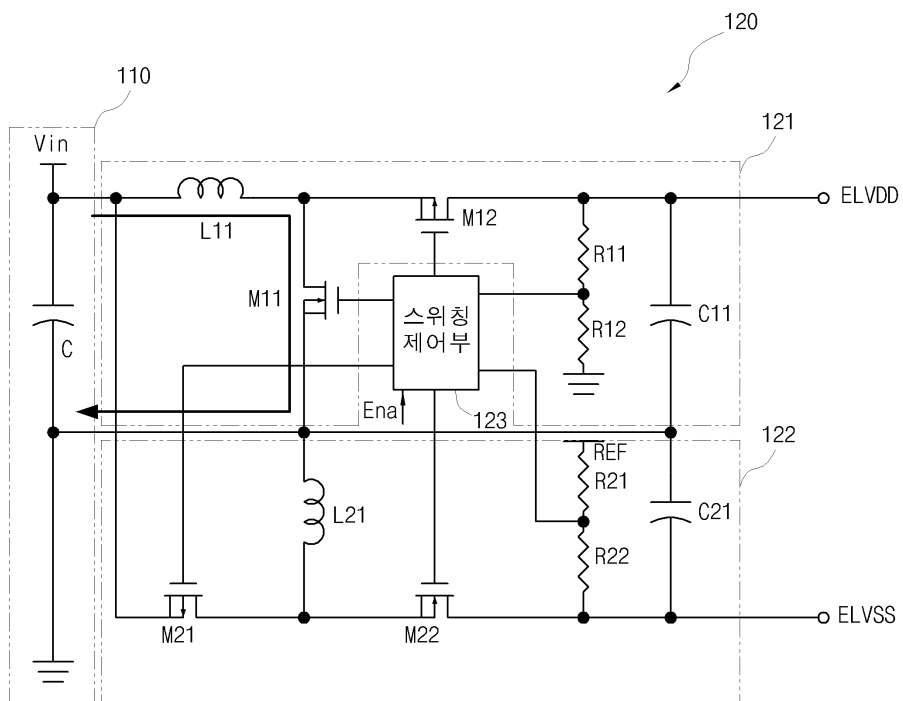 120
110
121
Vin
ELVDD
L11
M12
R11
M11
스위칭
제어부
C11
R12
C
Ena
123
122
REF
R21
L21
C21
R22
M21
M22
ELVSS